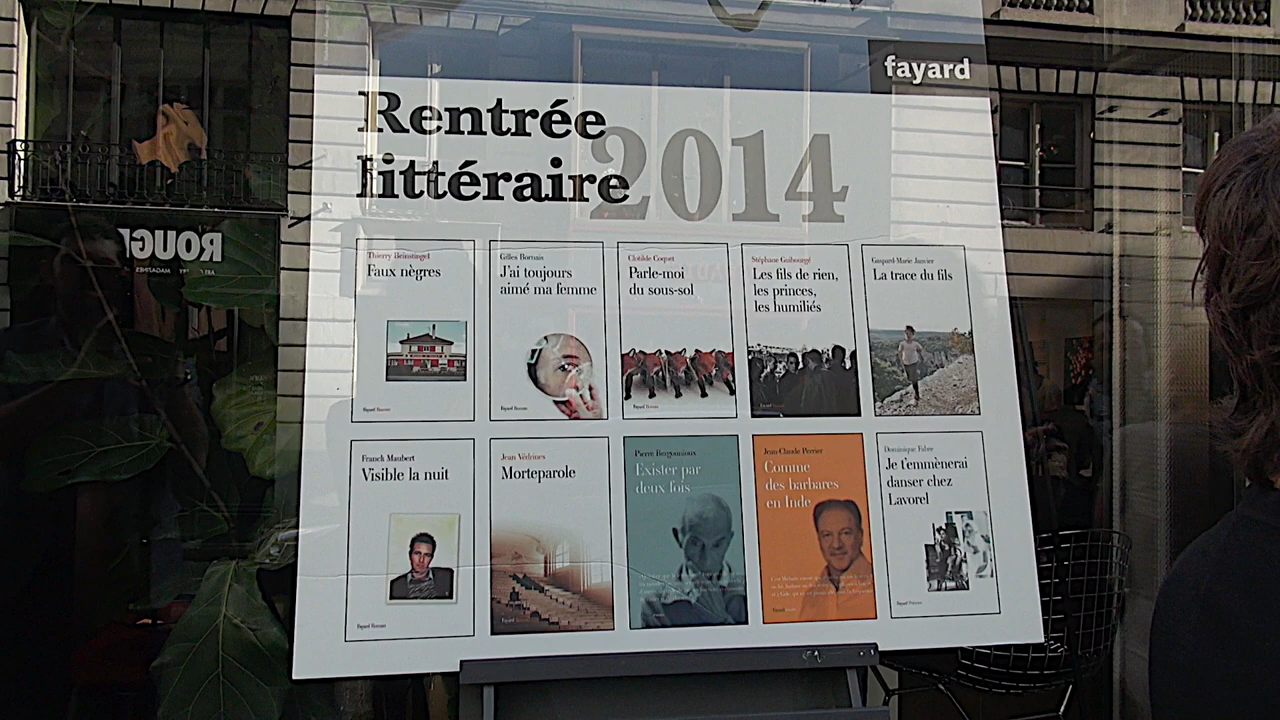 fayard
Rentrée
littéraire
2014
Thierry Beinstingel
Faux nègres
Gilles Bornais
J'ai toujours
aimé ma femme
Clotilde Coquet
Parle-moi
du sous-sol
Stéphane Guibourgé
Les fils de rien,
les princes,
les humiliés
Gaspard-Marie Janvier
La trace du fils
Franck Maubert
Visible la nuit
Jean Védrines
Morteparole
Pierre Bergounioux
Exister par
deux fois
Jean-Claude Perrier
Comme
des barbares
en Inde
Dominique Fabre
Je t'emmènerai
danser chez
Lavorel
ROUGE